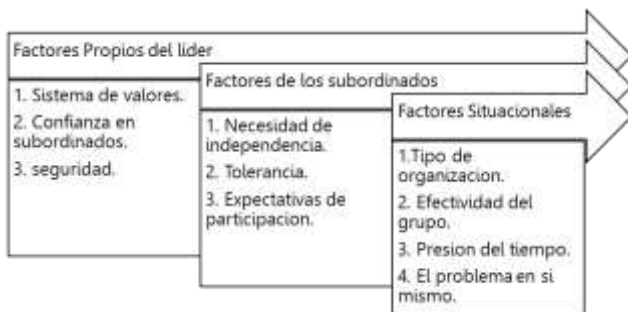 Factores Propios del lider
1. Sistema de valores.
2. Confianza en
subordinados.
3. seguridad.
Factores de los subordinados
1. Necesidad de
independencia.
2. Tolerancia.
3. Expectativas de
participacion.
Factores Situacionales
1.Tipo de
organizacion.
2. Efectividad del
grupo.
3. Presion del tiempo.
4. El problema en si
mismo.